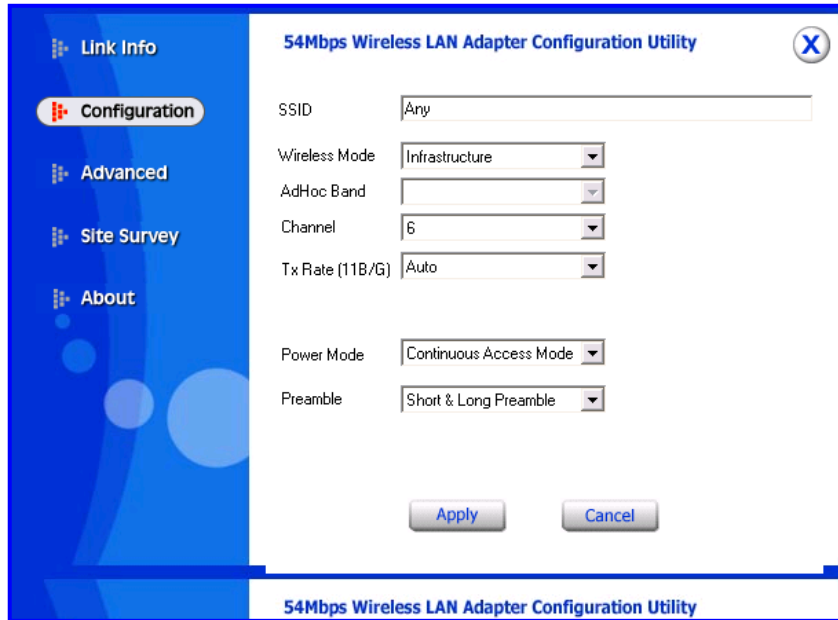 Link Info
Configuration
Advanced
Site Survey
About
54Mbps Wireless LAN Adapter Configuration Utility
X
SSID Any
Wireless Mode Infrastructure
AdHoc Band
Channel 6
Tx Rate (11B/G) Auto
Power Mode Continuous Access Mode
Preamble Short & Long Preamble
Apply Cancel
54Mbps Wireless LAN Adapter Configuration Utility